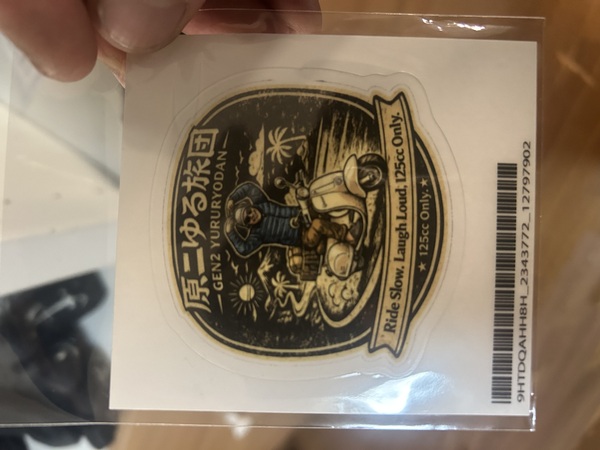 原二ゆる旅団
GEN2 YURURYODAN
Ride Slow. Laugh Loud. 125cc Only.
★ 125cc Only. ★
9HTDQAHH8H_2343772_12797902